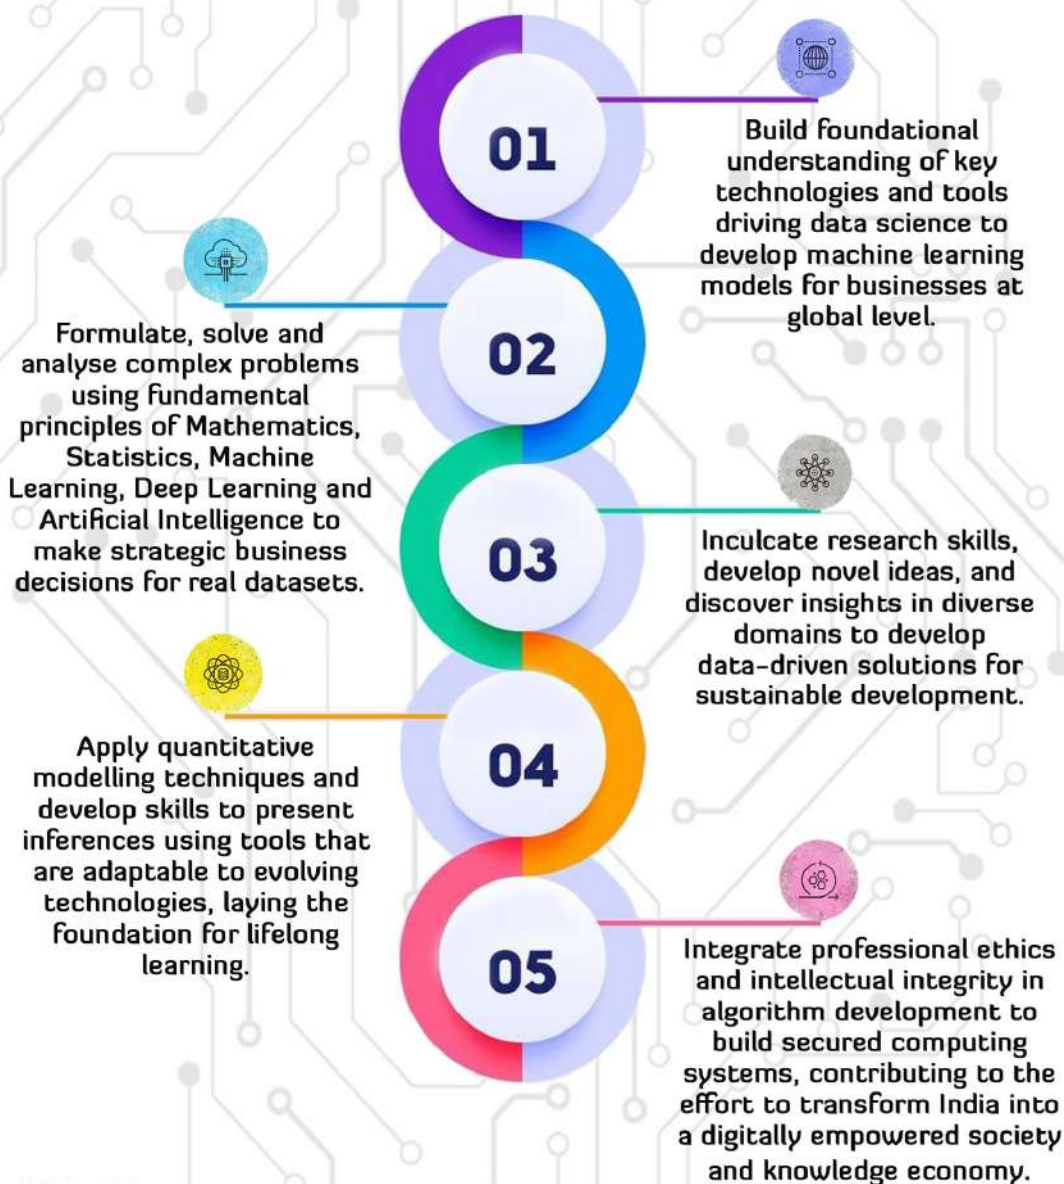 01
Build foundational
understanding of key
technologies and tools
driving data science to
develop machine learning
models for businesses at
global level.
02
Formulate, solve and
analyse complex problems
using fundamental
principles of Mathematics,
Statistics, Machine
Learning, Deep Learning and
Artificial Intelligence to
make strategic business
decisions for real datasets.
03
Inculcate research skills,
develop novel ideas, and
discover insights in diverse
domains to develop
data-driven solutions for
sustainable development.
04
Apply quantitative
modelling techniques and
develop skills to present
inferences using tools that
are adaptable to evolving
technologies, laying the
foundation for lifelong
learning.
05
Integrate professional ethics
and intellectual integrity in
algorithm development to
build secured computing
systems, contributing to the
effort to transform India into
a digitally empowered society
and knowledge economy.